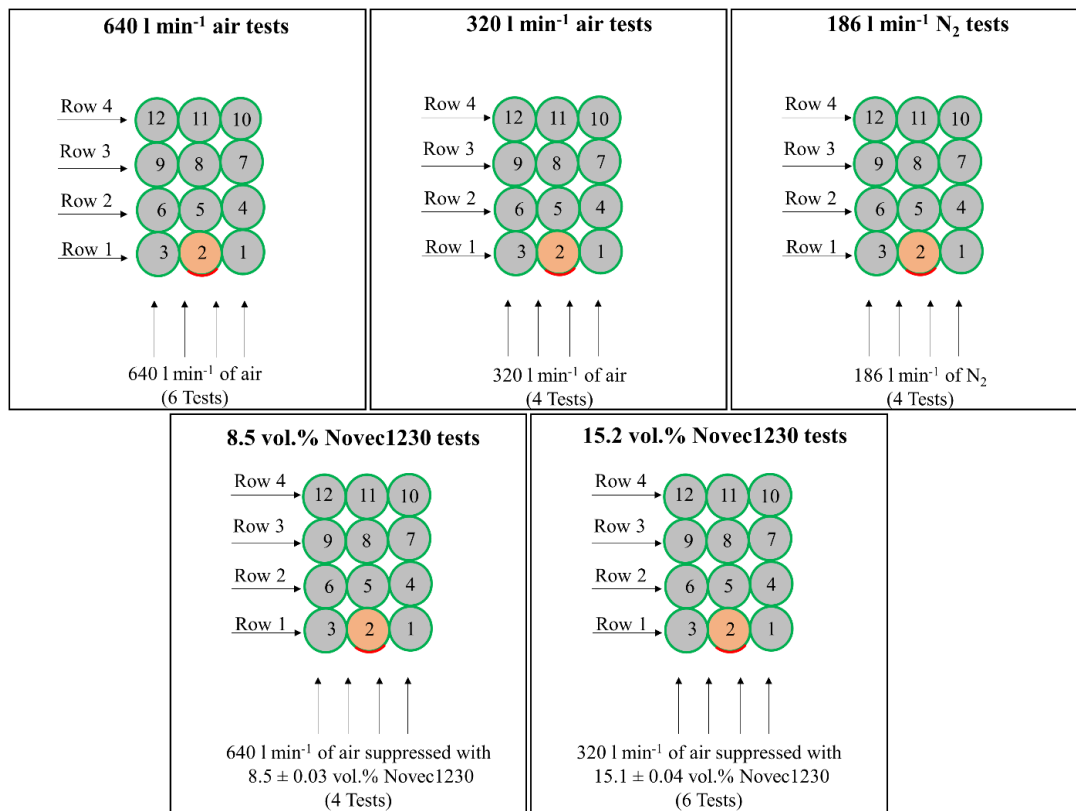 640 l min⁻¹ air tests
Row 4
12 11 10
Row 3
9 8 7
Row 2
6 5 4
Row 1
3 2 1
640 l min⁻¹ of air
(6 Tests)
320 l min⁻¹ air tests
Row 4
12 11 10
Row 3
9 8 7
Row 2
6 5 4
Row 1
3 2 1
320 l min⁻¹ of air
(4 Tests)
186 l min⁻¹ N₂ tests
Row 4
12 11 10
Row 3
9 8 7
Row 2
6 5 4
Row 1
3 2 1
186 l min⁻¹ of N₂
(4 Tests)
8.5 vol.% Novec1230 tests
Row 4
12 11 10
Row 3
9 8 7
Row 2
6 5 4
Row 1
3 2 1
640 l min⁻¹ of air suppressed with
8.5 ± 0.03 vol.% Novec1230
(4 Tests)
15.2 vol.% Novec1230 tests
Row 4
12 11 10
Row 3
9 8 7
Row 2
6 5 4
Row 1
3 2 1
320 l min⁻¹ of air suppressed with
15.1 ± 0.04 vol.% Novec1230
(6 Tests)